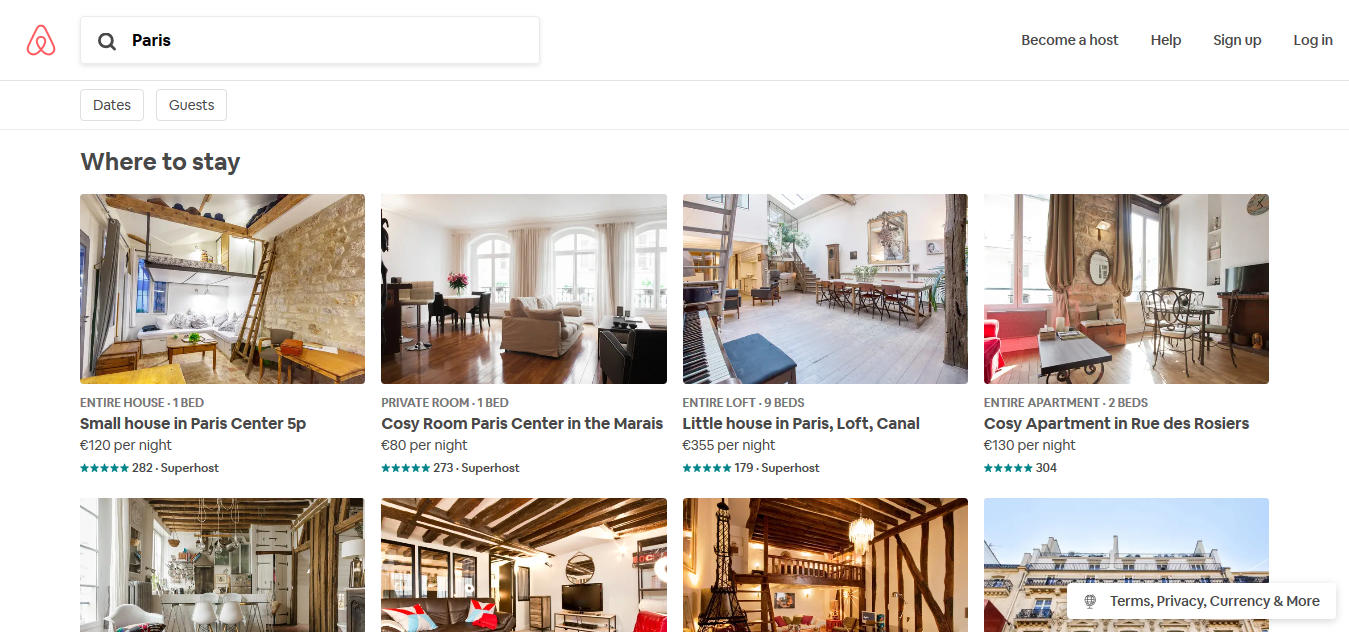 Paris
Become a host
Help
Sign up
Log in
Dates
Guests
Where to stay
ENTIRE HOUSE · 1 BED
Small house in Paris Center 5p
€120 per night
282 · Superhost
PRIVATE ROOM · 1 BED
Cosy Room Paris Center in the Marais
€80 per night
273 · Superhost
ENTIRE LOFT · 9 BEDS
Little house in Paris, Loft, Canal
€355 per night
179 · Superhost
ENTIRE APARTMENT · 2 BEDS
Cosy Apartment in Rue des Rosiers
€130 per night
304
Terms, Privacy, Currency & More